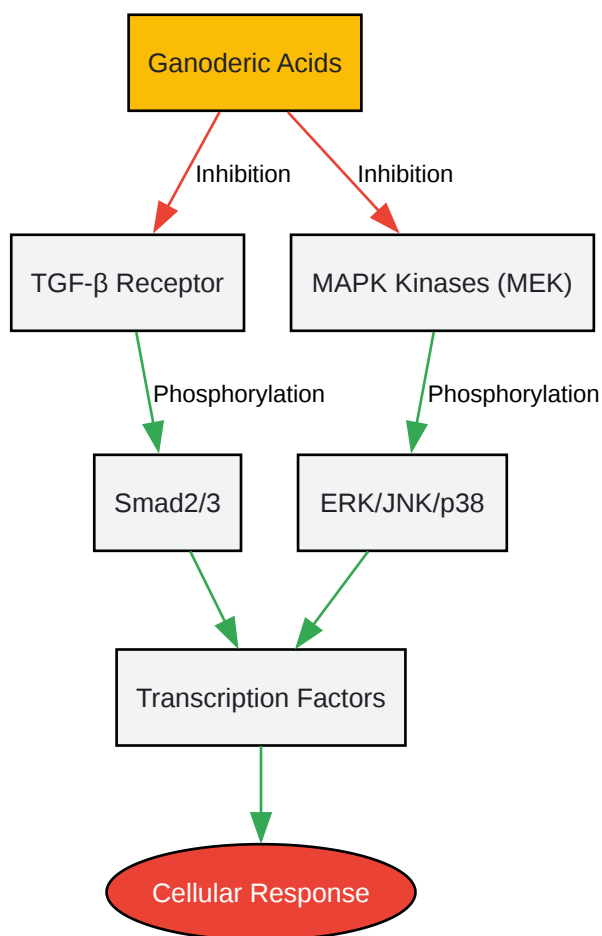 Ganoderic Acids
Inhibition
Inhibition
TGF-β Receptor
MAPK Kinases (MEK)
Phosphorylation
Phosphorylation
Smad2/3
ERK/JNK/p38
Transcription Factors
Cellular Response